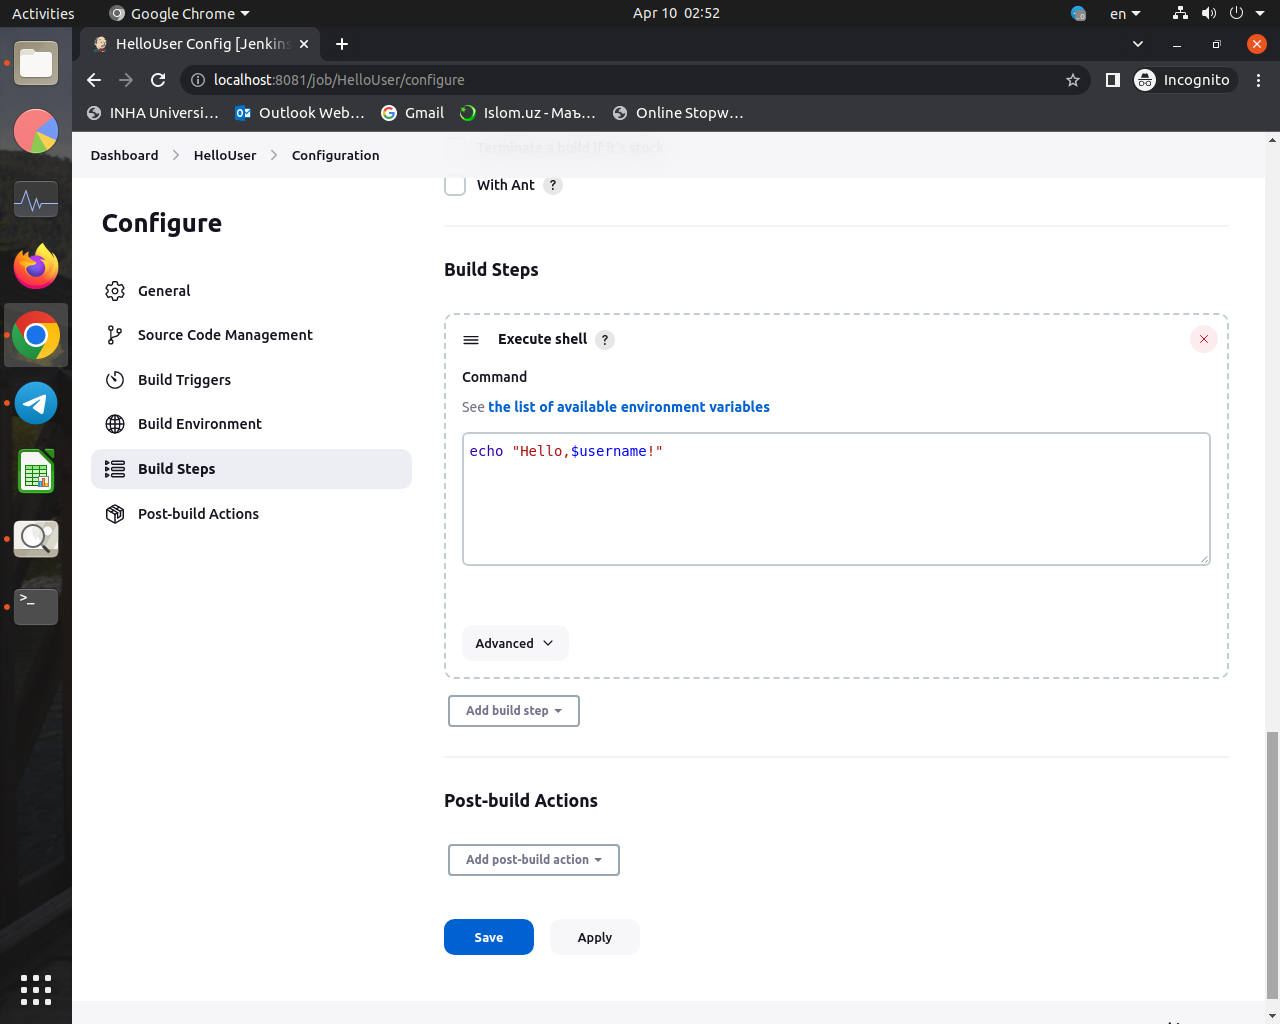 Activities
Google Chrome
Apr 10 02:52
en
HelloUser Config [Jenkins
localhost:8081/job/HelloUser/configure
Incognito
INHA Universi...
Outlook Web...
Gmail
Islom.uz - Маъ...
Online Stopw...
Dashboard
HelloUser
Configuration
Terminate a build if it's stuck
With Ant ?
Configure
General
Source Code Management
Build Triggers
Build Environment
Build Steps
Post-build Actions
Build Steps
Execute shell ?
Command
See the list of available environment variables
echo "Hello,$username!"
Advanced
Add build step
Post-build Actions
Add post-build action
Save
Apply